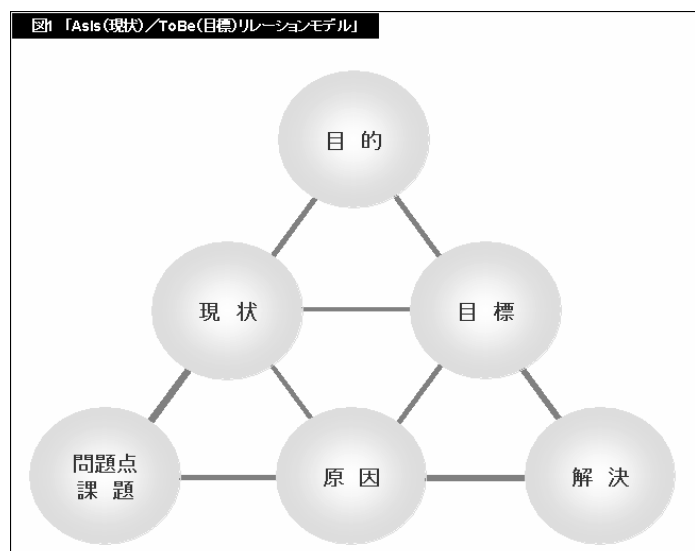 図1 「AsIs(現状)/ToBe(目標)リレーションモデル」
目 的
現 状
目 標
問題点
課 題
原 因
解 決